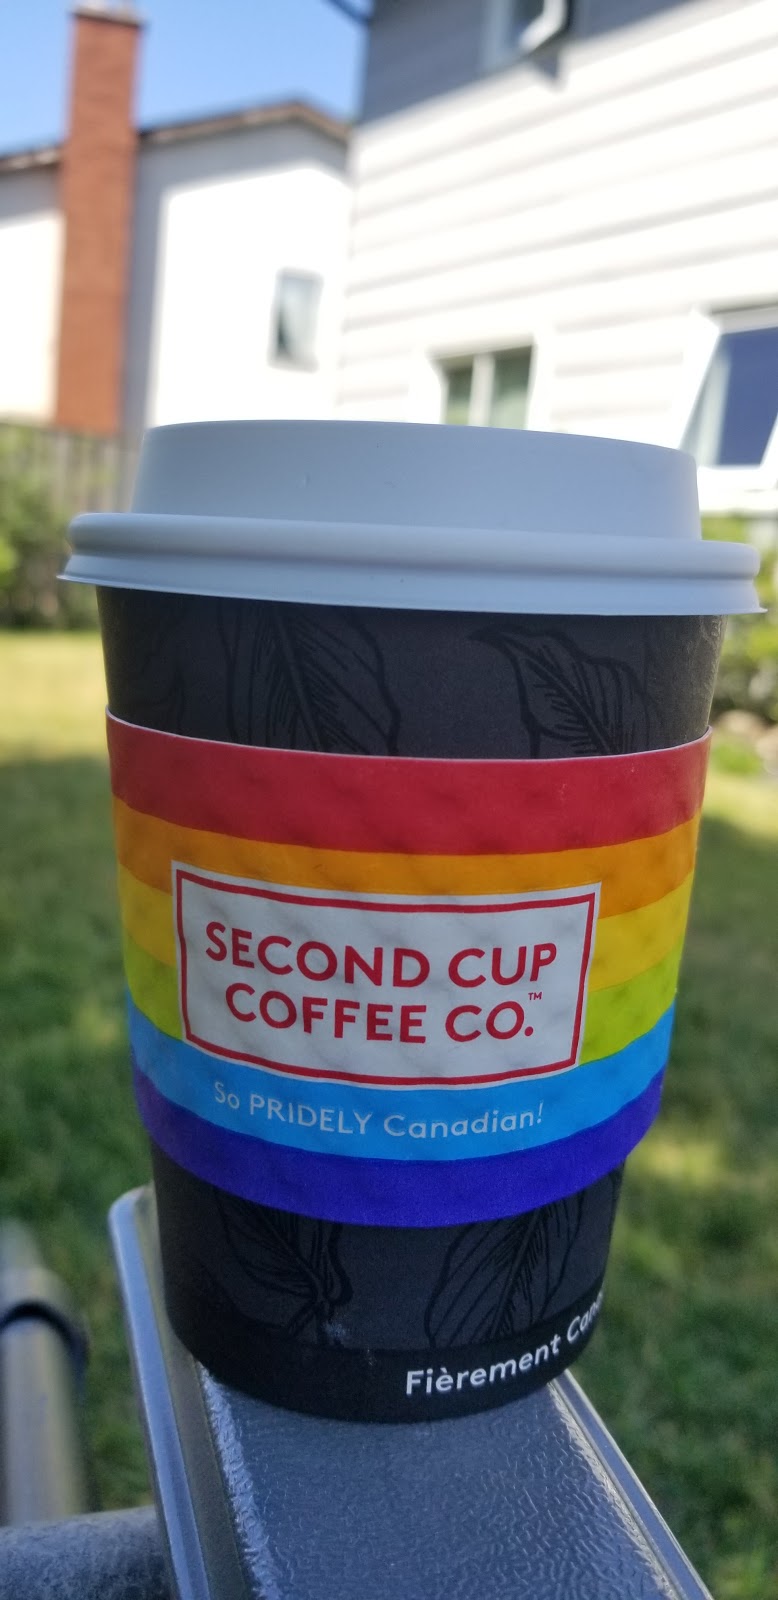 SECOND CUP
COFFEE CO.™
So PRIDELY Canadian!
Fièrement